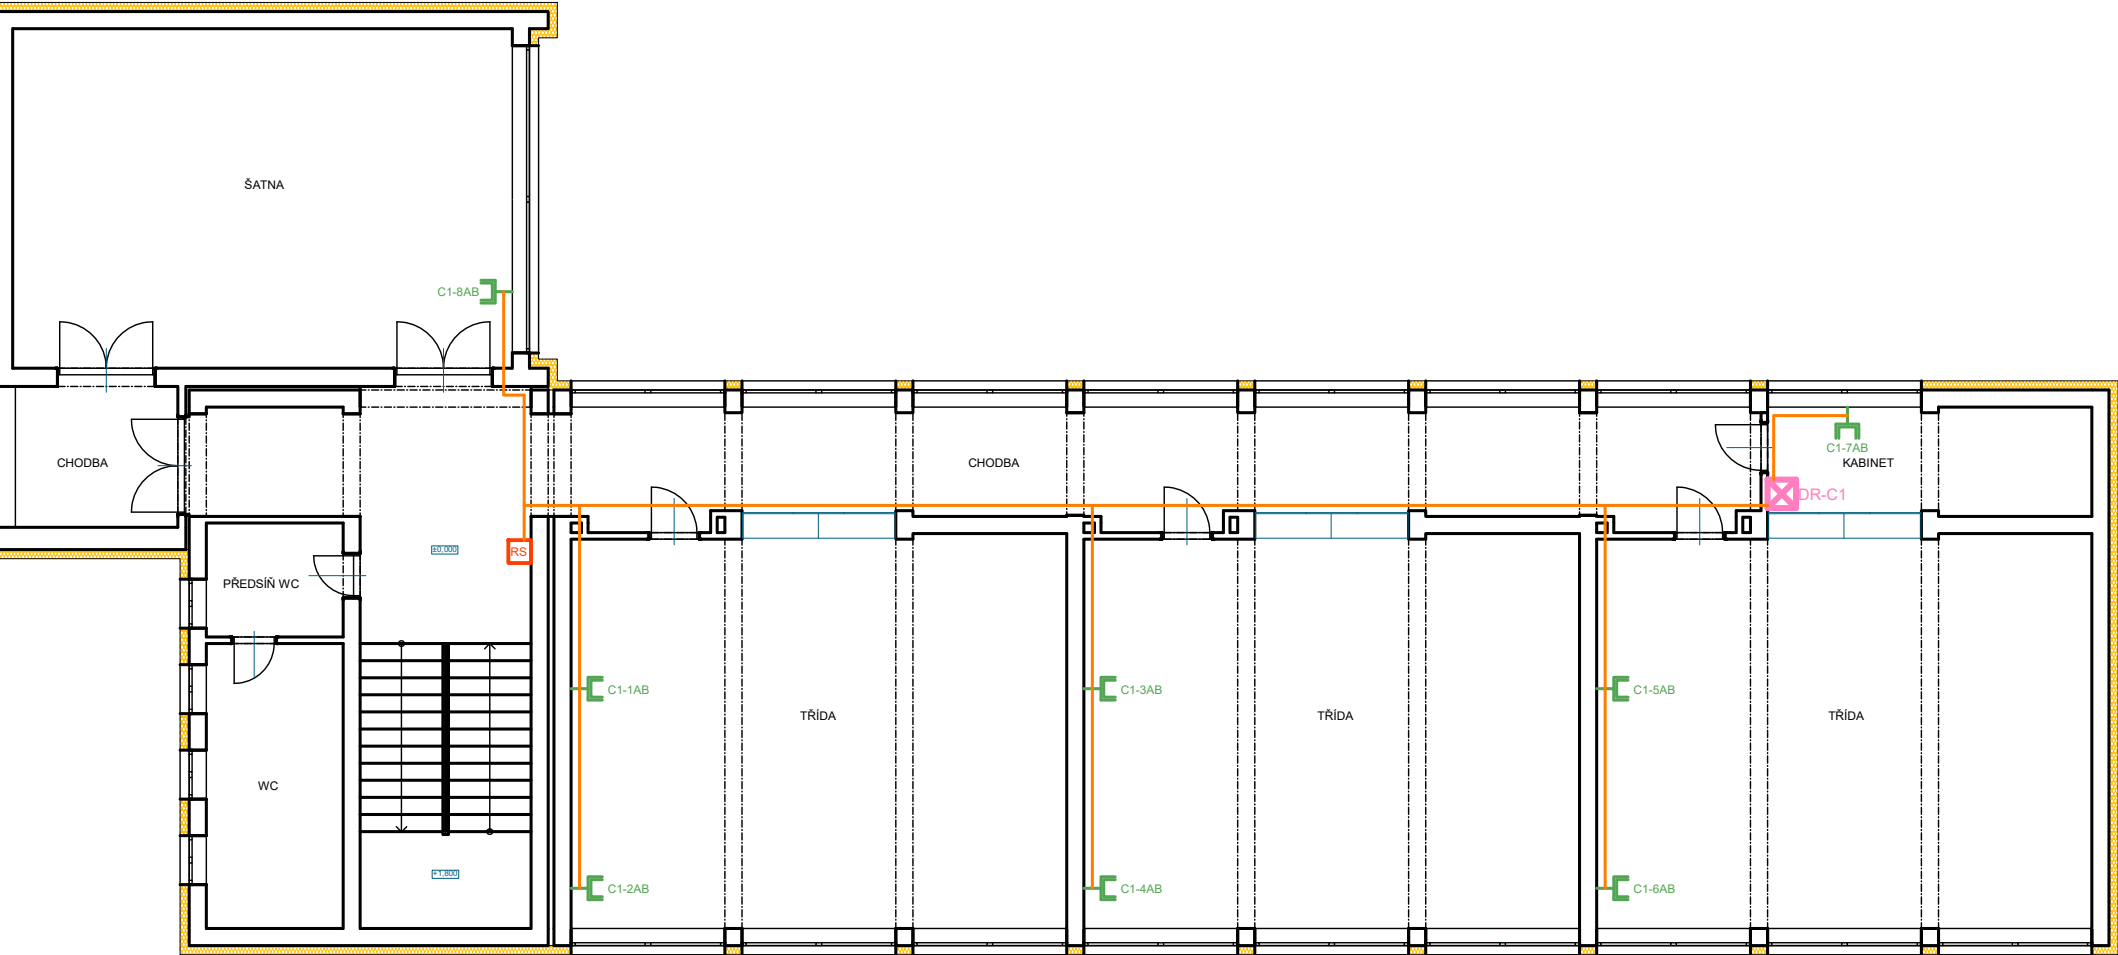 ŠATNA
C1-8AB
CHODBA
CHODBA
C1-7AB
KABINET
DR-C1
±0,000
RS
PŘEDSÍŇ WC
C1-1AB
C1-3AB
C1-5AB
TŘÍDA
TŘÍDA
TŘÍDA
WC
+1,800
C1-2AB
C1-4AB
C1-6AB